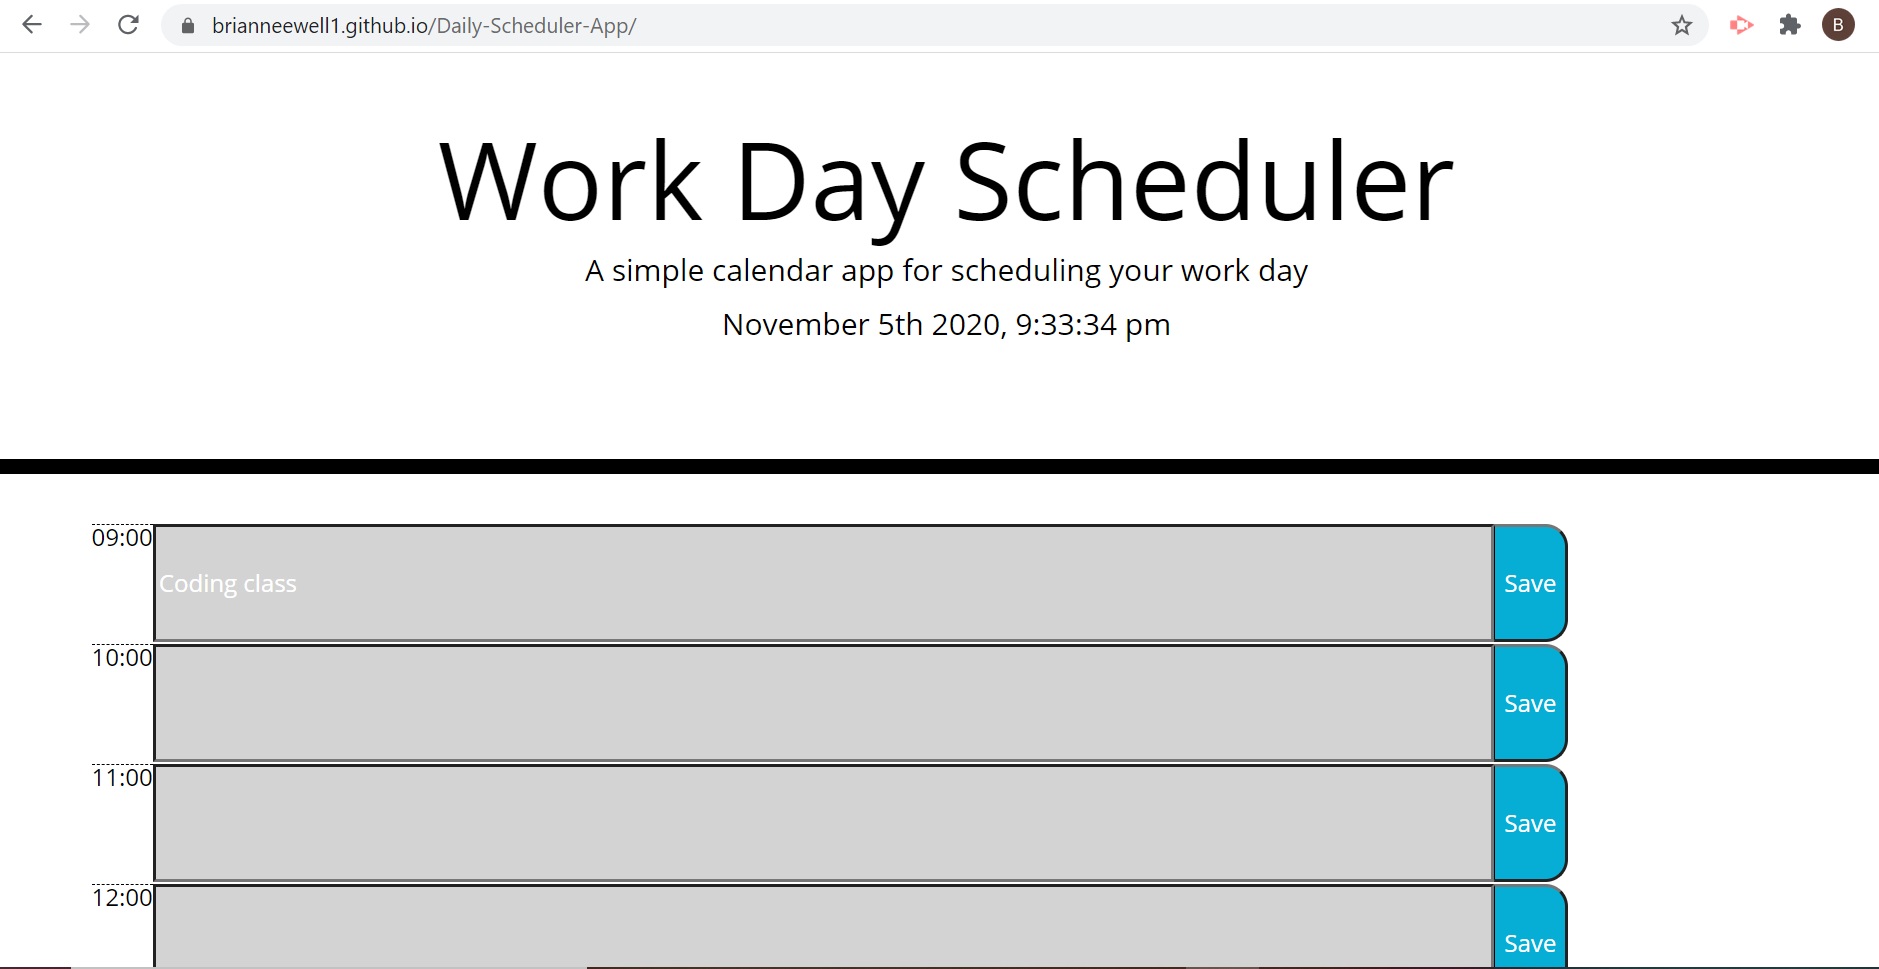 brianneewell1.github.io/Daily-Scheduler-App/
B
Work Day Scheduler
A simple calendar app for scheduling your work day
November 5th 2020, 9:33:34 pm
09:00
Coding class
Save
10:00
Save
11:00
Save
12:00
Save